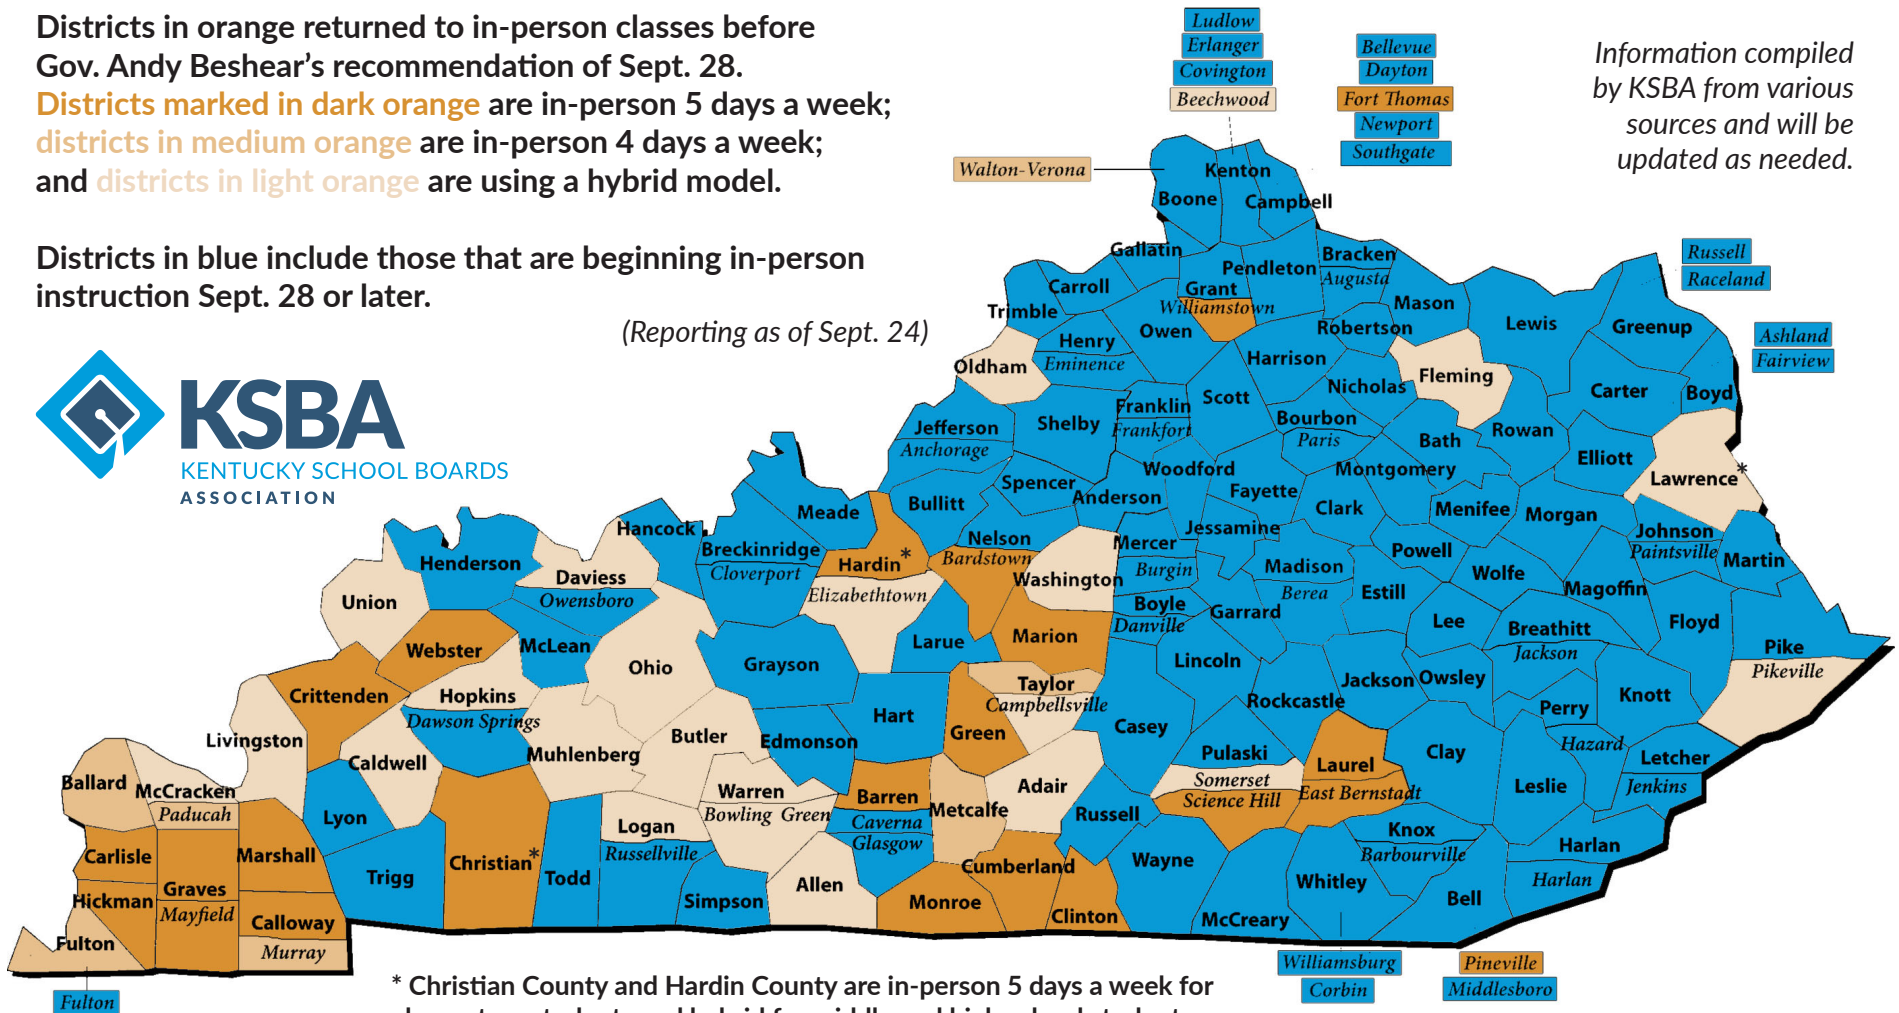 Districts in orange returned to in-person classes before
Gov. Andy Beshear's recommendation of Sept. 28.
Districts marked in dark orange are in-person 5 days a week;
districts in medium orange are in-person 4 days a week;
and districts in light orange are using a hybrid model.
Districts in blue include those that are beginning in-person
instruction Sept. 28 or later.
(Reporting as of Sept. 24)
KSBA
KENTUCKY SCHOOL BOARDS
ASSOCIATION
Information compiled
by KSBA from various
sources and will be
updated as needed.
Ludlow
Erlanger
Covington
Beechwood
Bellevue
Dayton
Fort Thomas
Newport
Southgate
Walton-Verona
Kenton
Boone
Campbell
Gallatin
Pendleton
Bracken
Augusta
Russell
Raceland
Carroll
Grant
Williamstown
Mason
Trimble
Owen
Robertson
Lewis
Greenup
Ashland
Fairview
Henry
Eminence
Oldham
Harrison
Nicholas
Fleming
Carter
Boyd
Franklin
Frankfort
Scott
Shelby
Bourbon
Paris
Jefferson
Anchorage
Bath
Rowan
Elliott
Lawrence*
Woodford
Montgomery
Spencer
Anderson
Fayette
Bullitt
Meade
Clark
Menifee
Morgan
Johnson
Paintsville
Martin
Jessamine
Hancock
Breckinridge
Cloverport
Nelson
Bardstown
Mercer
Burgin
Hardin*
Elizabethtown
Washington
Madison
Berea
Powell
Estill
Wolfe
Magoffin
Henderson
Daviess
Owensboro
Union
Boyle
Danville
Garrard
Lee
Breathitt
Jackson
Floyd
Pike
Pikeville
Webster
McLean
Ohio
Grayson
Larue
Marion
Lincoln
Crittenden
Hopkins
Dawson Springs
Taylor
Campbellsville
Rockcastle
Jackson
Owsley
Perry
Hazard
Knott
Livingston
Caldwell
Muhlenberg
Butler
Edmonson
Hart
Green
Casey
Pulaski
Somerset
Science Hill
Laurel
East Bernstadt
Clay
Leslie
Letcher
Jenkins
Ballard
McCracken
Paducah
Lyon
Warren
Bowling Green
Barren
Caverna
Glasgow
Metcalfe
Adair
Russell
Logan
Russellville
Knox
Barbourville
Harlan
Harlan
Carlisle
Marshall
Christian*
Trigg
Todd
Simpson
Allen
Cumberland
Wayne
Whitley
Bell
Hickman
Graves
Mayfield
Calloway
Murray
Monroe
Clinton
McCreary
Fulton
Fulton
Williamsburg
Corbin
Pineville
Middlesboro
* Christian County and Hardin County are in-person 5 days a week for